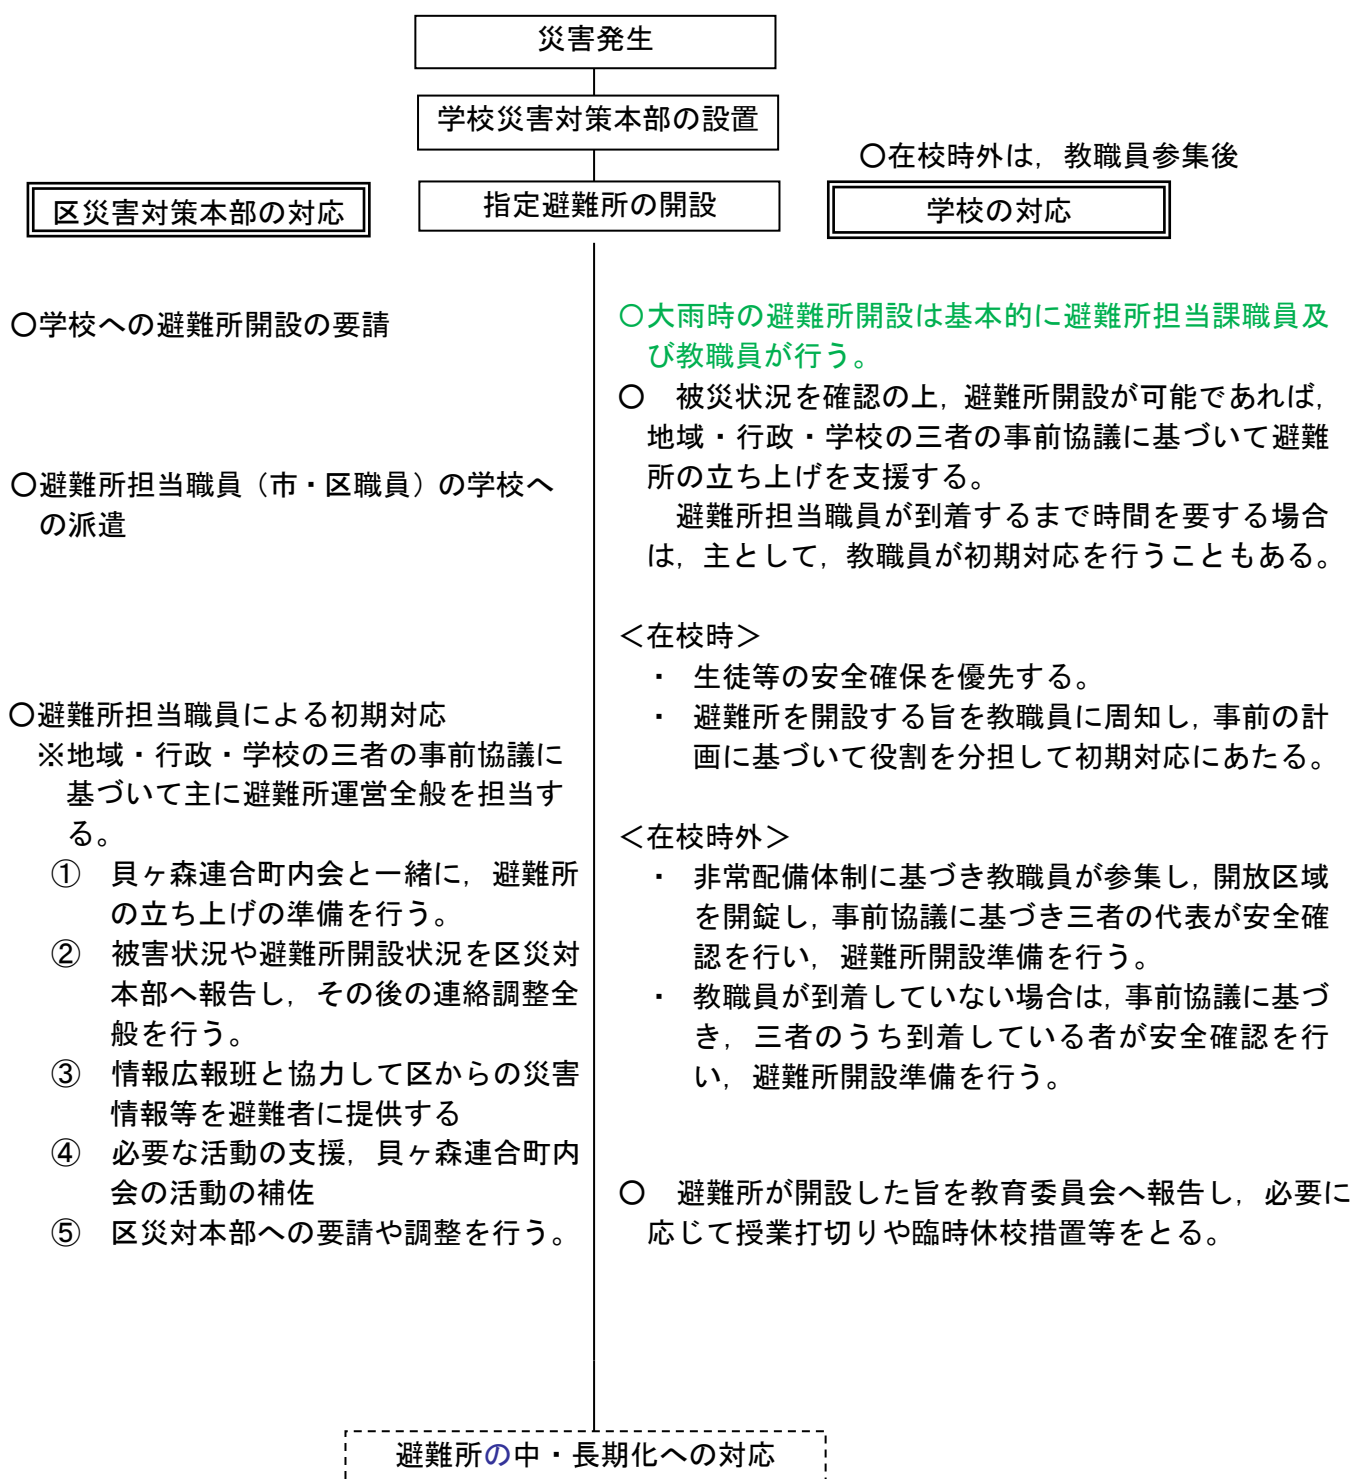 災害発生
学校災害対策本部の設置
〇在校時外は，教職員参集後
区災害対策本部の対応
指定避難所の開設
学校の対応
〇学校への避難所開設の要請
〇避難所担当職員（市・区職員）の学校へ
の派遣
〇避難所担当職員による初期対応
※地域・行政・学校の三者の事前協議に
基づいて主に避難所運営全般を担当す
る。
① 貝ヶ森連合町内会と一緒に，避難所
の立ち上げの準備を行う。
② 被害状況や避難所開設状況を区災対
本部へ報告し，その後の連絡調整全
般を行う。
③ 情報広報班と協力して区からの災害
情報等を避難者に提供する
④ 必要な活動の支援，貝ヶ森連合町内
会の活動の補佐
⑤ 区災対本部への要請や調整を行う。
〇大雨時の避難所開設は基本的に避難所担当課職員及
び教職員が行う。
〇 被災状況を確認の上，避難所開設が可能であれば，
地域・行政・学校の三者の事前協議に基づいて避難
所の立ち上げを支援する。
避難所担当職員が到着するまで時間を要する場合
は，主として，教職員が初期対応を行うこともある。
＜在校時＞
・ 生徒等の安全確保を優先する。
・ 避難所を開設する旨を教職員に周知し，事前の計
画に基づいて役割を分担して初期対応にあたる。
＜在校時外＞
・ 非常配備体制に基づき教職員が参集し，開放区域
を開錠し，事前協議に基づき三者の代表が安全確
認を行い，避難所開設準備を行う。
・ 教職員が到着していない場合は，事前協議に基づ
き，三者のうち到着している者が安全確認を行
い，避難所開設準備を行う。
〇 避難所が開設した旨を教育委員会へ報告し，必要に
応じて授業打切りや臨時休校措置等をとる。
避難所の中・長期化への対応